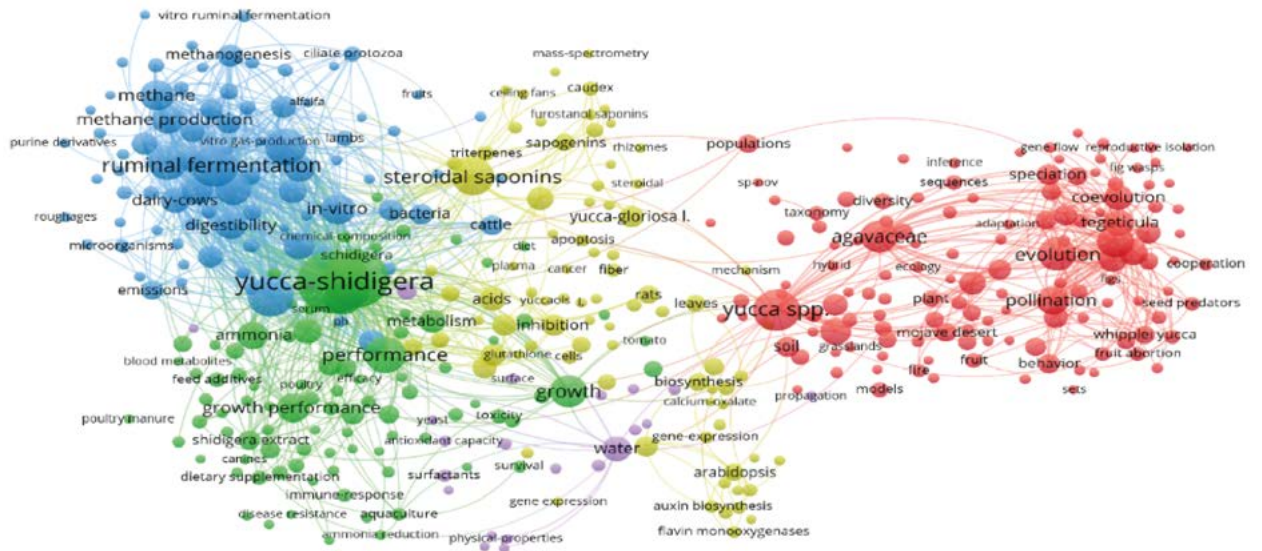 vitro ruminal fermentation
methanogenesis
ciliate protozoa
mass-spectrometry
methane
alfalfa
fruits
ceiling fans
caudex
methane production
furostanol saponins
purine derivatives
vitro gas-production
lambs
sapogenins
rhizomes
populations
gene flow
reproductive isolation
ruminal fermentation
triterpenes
inference
fig wasps
steroidal saponins
steroidal
sp-nov
sequences
speciation
dairy-cows
in-vitro
bacteria
yucca-gloriosa l.
taxonomy
diversity
coevolution
roughages
digestibility
cattle
adaptation
tegeticula
chemical-composition
apoptosis
agavaceae
microorganisms
schidigera
diet
evolution
plasma
cancer
fiber
mechanism
hybrid
ecology
cooperation
yucca-shidigera
figs
emissions
acids
yuccaols
rats
leaves
yucca spp.
plant
pollination
seed predators
serum
ph
metabolism
inhibition
ammonia
tomato
soil
grasslands
mojave desert
whipplei yucca
blood metabolites
performance
glutathione
cells
fruit
behavior
fruit abortion
feed additives
poultry
efficacy
surface
biosynthesis
fire
growth
models
sets
growth performance
calcium-oxalate
propagation
poultry manure
yeast
toxicity
shidigera extract
antioxidant capacity
gene-expression
canines
water
dietary supplementation
surfactants
survival
arabidopsis
immune-response
gene expression
disease resistance
aquaculture
auxin biosynthesis
ammonia reduction
physical-properties
flavin monooxygenases